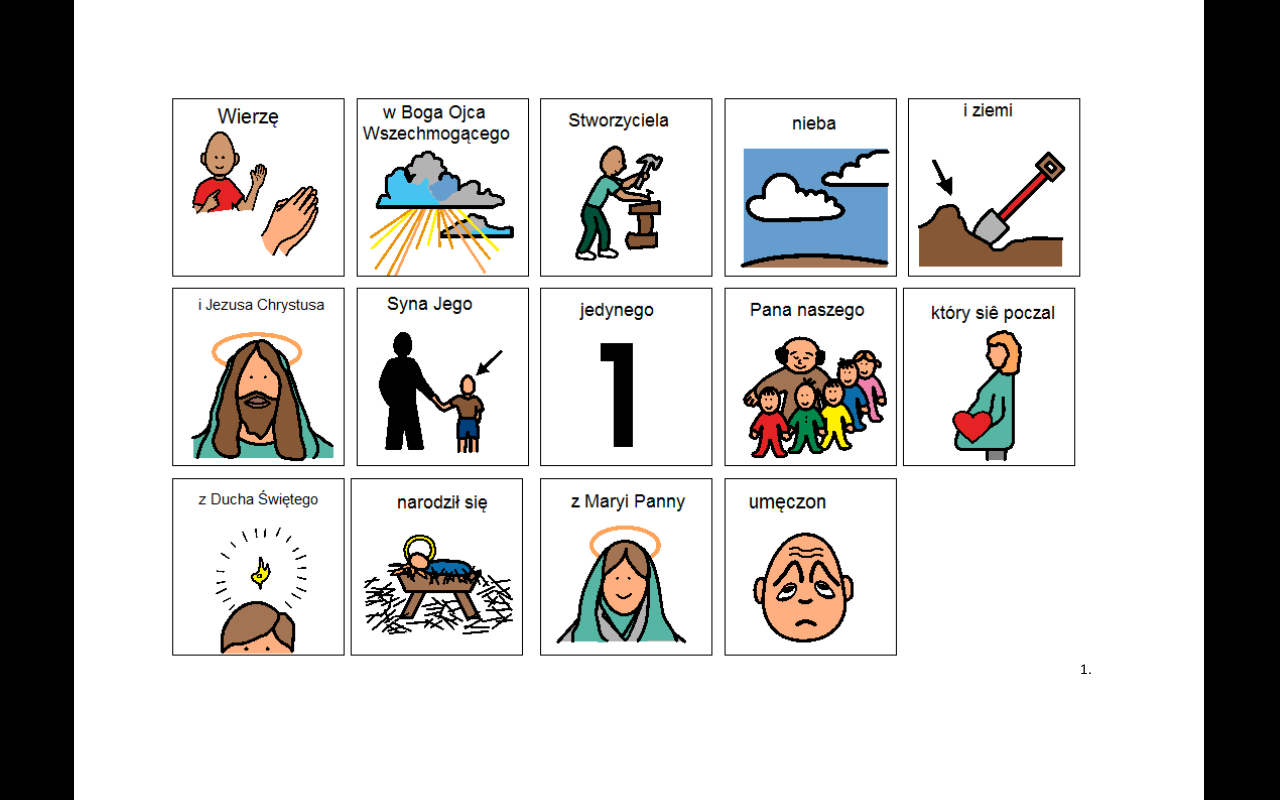 Wierzę
w Boga Ojca
Wszechmogącego
Stworzyciela
nieba
i ziemi
i Jezusa Chrystusa
Syna Jego
jedynego
1
Pana naszego
który siê poczal
z Ducha Świętego
narodził się
z Maryi Panny
umęczon
1.